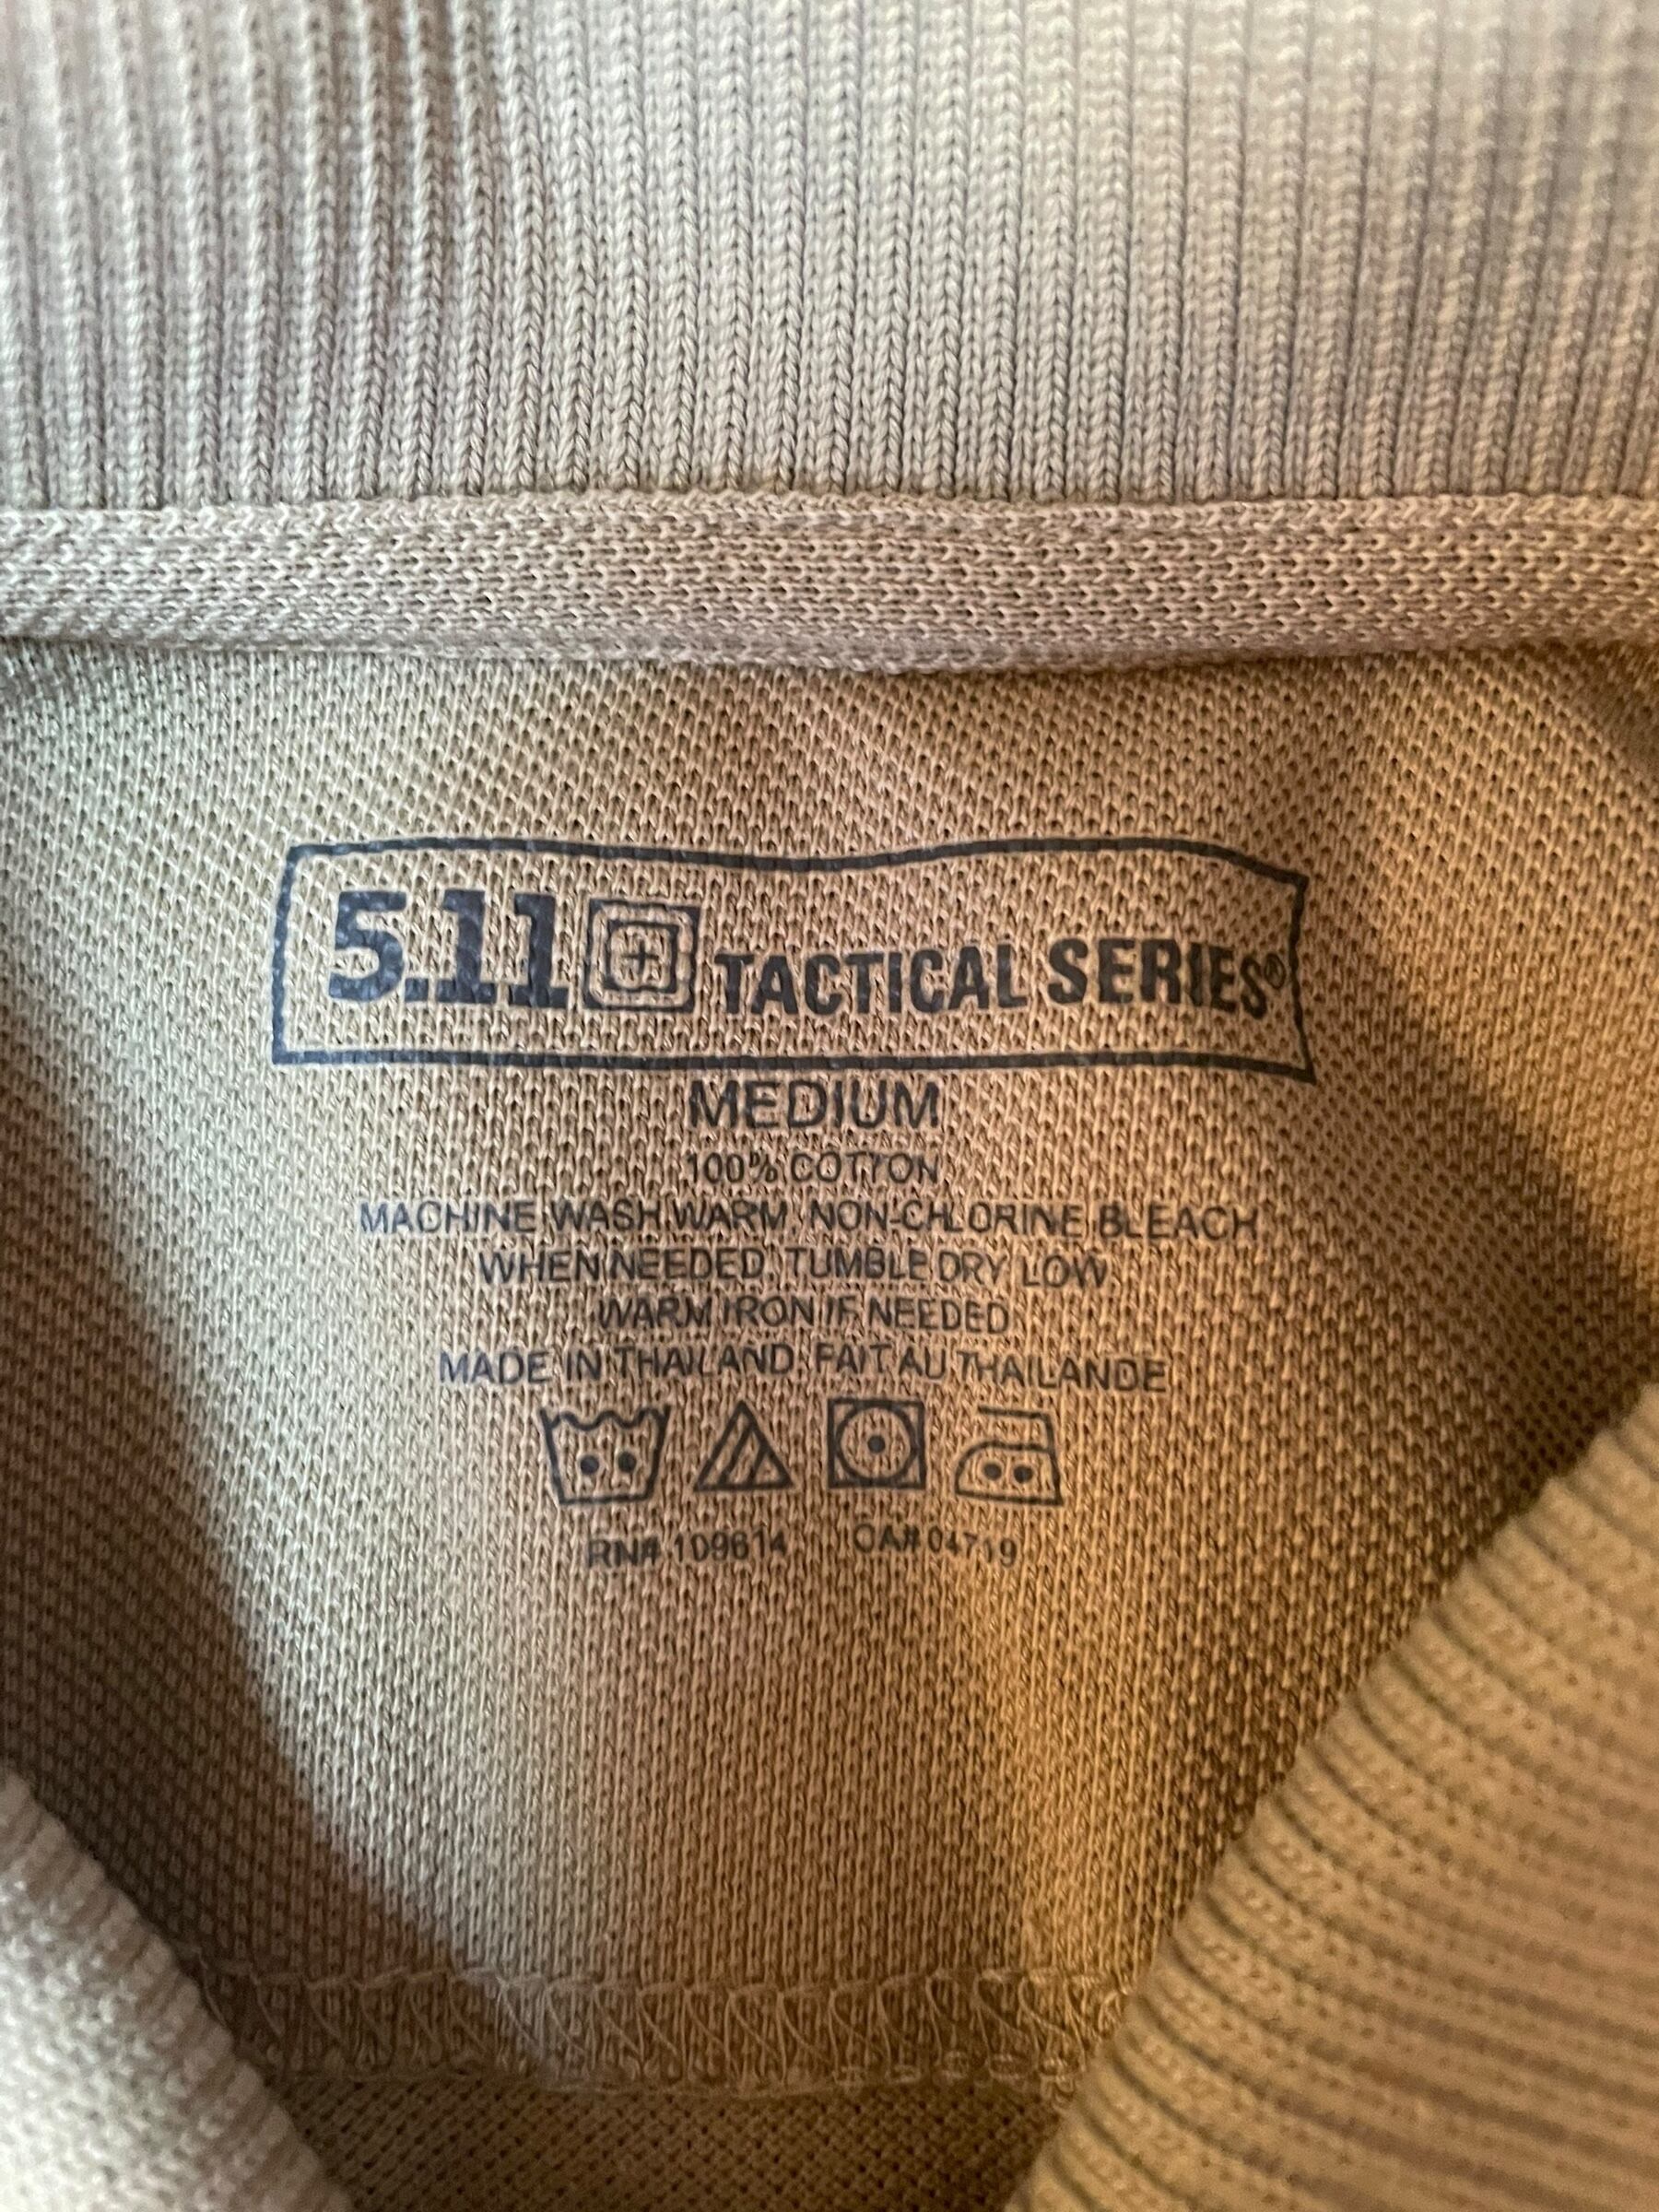 5.11 TACTICAL SERIES®
MEDIUM
100% COTTON
MACHINE WASH WARM, NON-CHLORINE BLEACH
WHEN NEEDED, TUMBLE DRY LOW
WARM IRON IF NEEDED
MADE IN THAILAND. FAIT AU THAILANDE
RN# 109614 CA# 04719